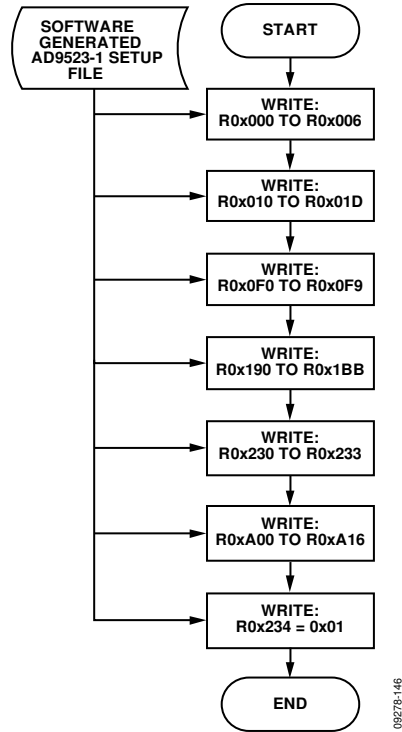 SOFTWARE
GENERATED
AD9523-1 SETUP
FILE
START
WRITE:
R0x000 TO R0x006
WRITE:
R0x010 TO R0x01D
WRITE:
R0x0F0 TO R0x0F9
WRITE:
R0x190 TO R0x1BB
WRITE:
R0x230 TO R0x233
WRITE:
R0xA00 TO R0xA16
WRITE:
R0x234 = 0x01
END
09278-146